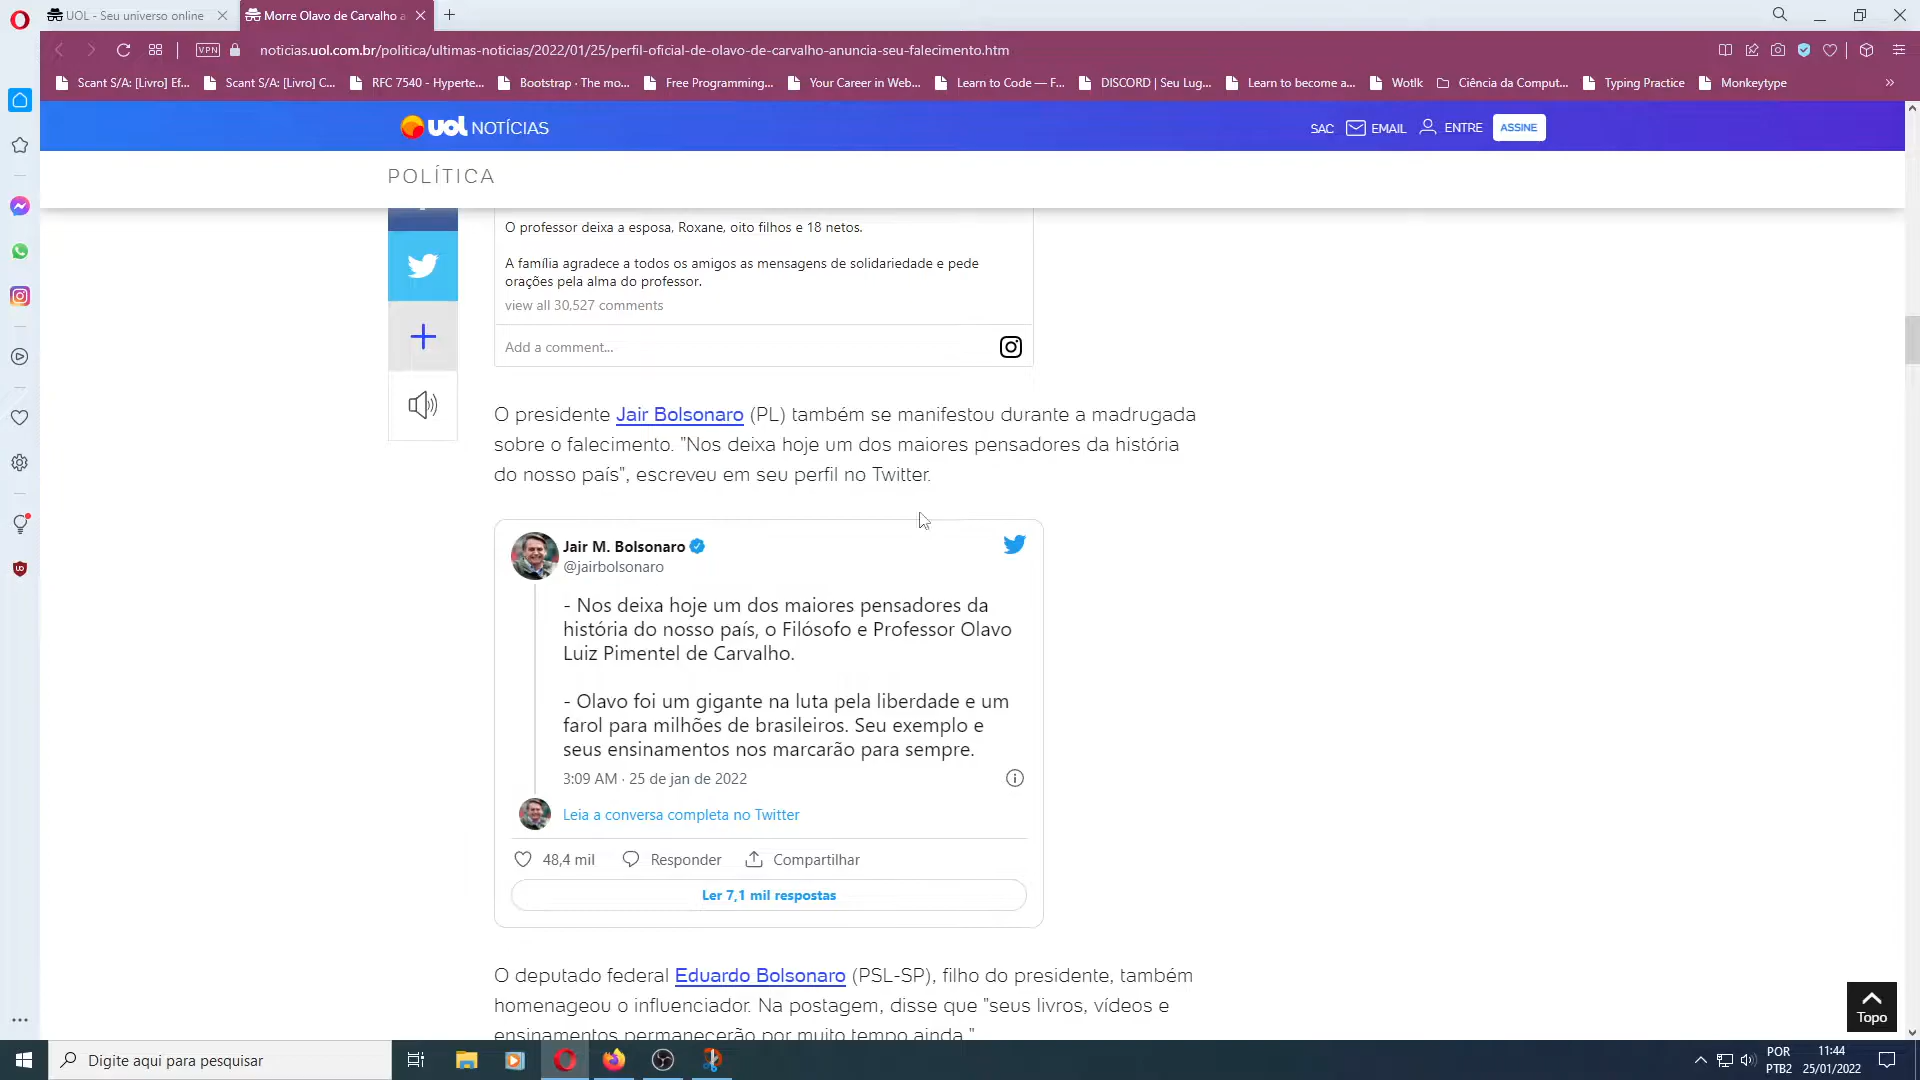 UOL - Seu universo online
Morre Olavo de Carvalho a
VPN
noticias.uol.com.br/politica/ultimas-noticias/2022/01/25/perfil-oficial-de-olavo-de-carvalho-anuncia-seu-falecimento.htm
Scant S/A: [Livro] Ef...
Scant S/A: [Livro] C...
RFC 7540 - Hyperte...
Bootstrap · The mo...
Free Programming...
Your Career in Web...
Learn to Code — F...
DISCORD | Seu Lug...
Learn to become a...
Wotlk
Ciência da Comput...
Typing Practice
Monkeytype
uol NOTÍCIAS
SAC
EMAIL
ENTRE
ASSINE
POLÍTICA
O professor deixa a esposa, Roxane, oito filhos e 18 netos.
A família agradece a todos os amigos as mensagens de solidariedade e pede
orações pela alma do professor.
view all 30,527 comments
Add a comment...
O presidente Jair Bolsonaro (PL) também se manifestou durante a madrugada
sobre o falecimento. "Nos deixa hoje um dos maiores pensadores da história
do nosso país", escreveu em seu perfil no Twitter.
Jair M. Bolsonaro
@jairbolsonaro
- Nos deixa hoje um dos maiores pensadores da
história do nosso país, o Filósofo e Professor Olavo
Luiz Pimentel de Carvalho.
- Olavo foi um gigante na luta pela liberdade e um
farol para milhões de brasileiros. Seu exemplo e
seus ensinamentos nos marcarão para sempre.
3:09 AM · 25 de jan de 2022
Leia a conversa completa no Twitter
48,4 mil
Responder
Compartilhar
Ler 7,1 mil respostas
O deputado federal Eduardo Bolsonaro (PSL-SP), filho do presidente, também
homenageou o influenciador. Na postagem, disse que "seus livros, vídeos e
ensinamentos permanecerão por muito tempo ainda."
Topo
Digite aqui para pesquisar
POR
PTB2
11:44
25/01/2022